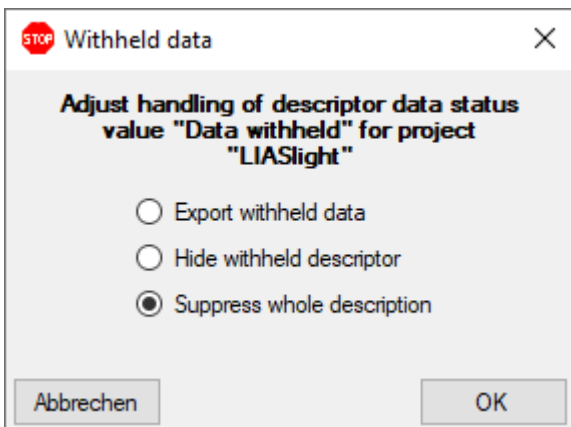 STOP Withheld data
Adjust handling of descriptor data status
value "Data withheld" for project
"LIASlight"
Export withheld data
Hide withheld descriptor
Suppress whole description
Abbrechen OK